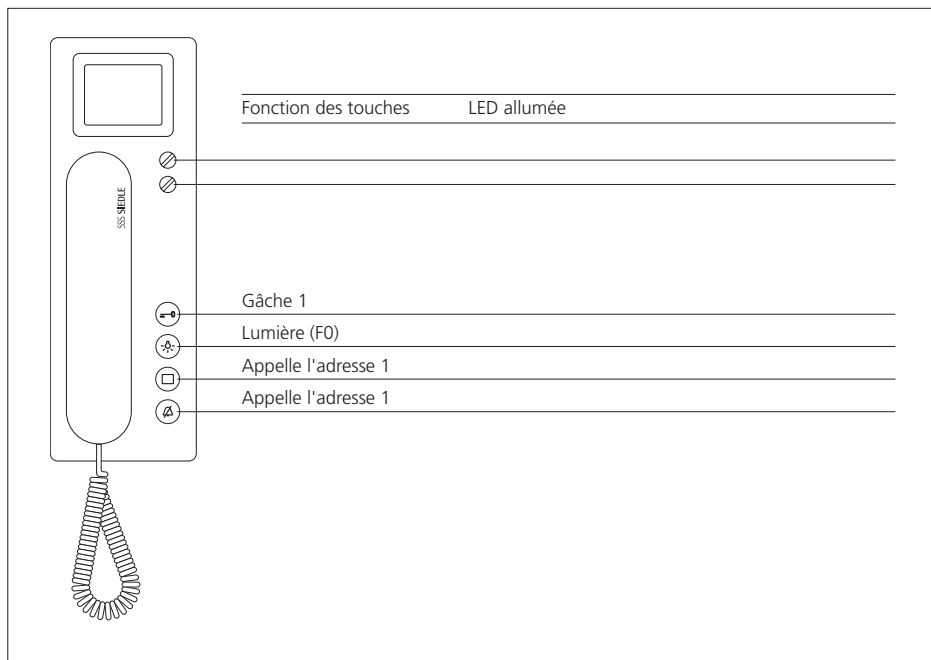 Fonction des touches LED allumée
SSS SIEDLE
Gâche 1
Lumière (F0)
Appelle l'adresse 1
Appelle l'adresse 1